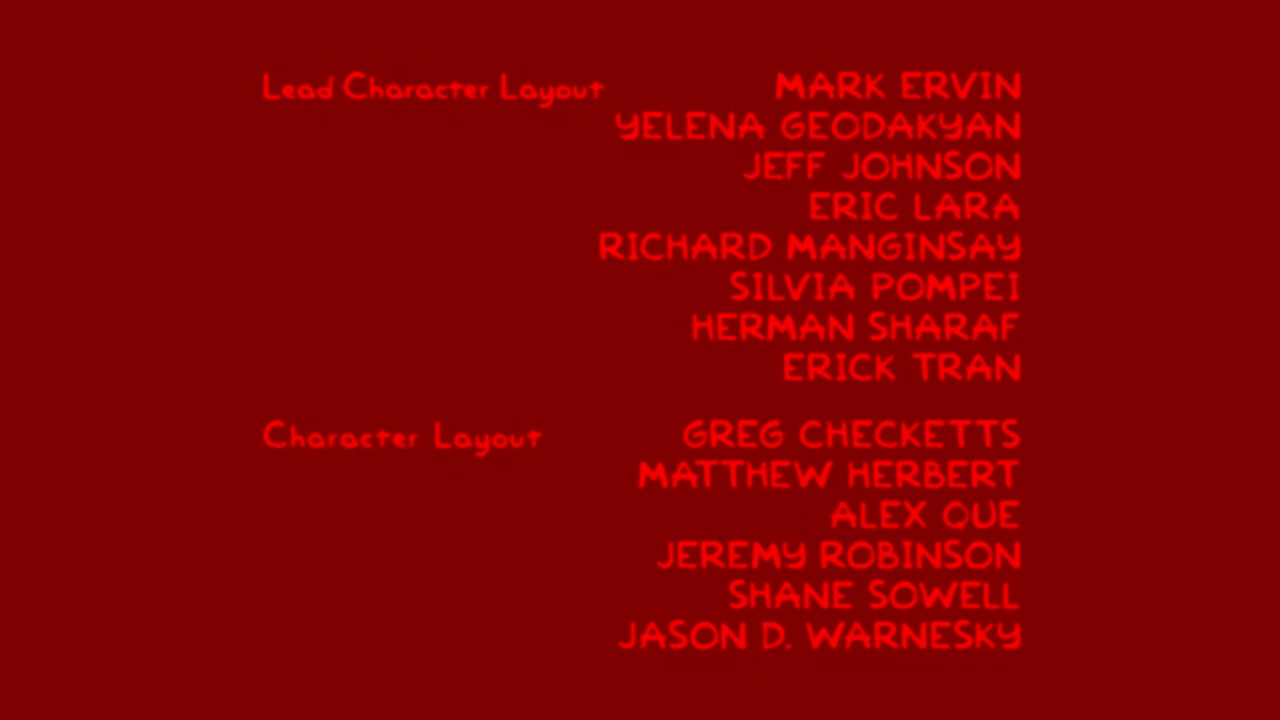 Lead Character Layout MARK ERVIN
YELENA GEODAKYAN
JEFF JOHNSON
ERIC LARA
RICHARD MANGINSAY
SILVIA POMPEI
HERMAN SHARAF
ERICK TRAN
Character Layout GREG CHECKETTS
MATTHEW HERBERT
ALEX QUE
JEREMY ROBINSON
SHANE SOWELL
JASON D. WARNESKY